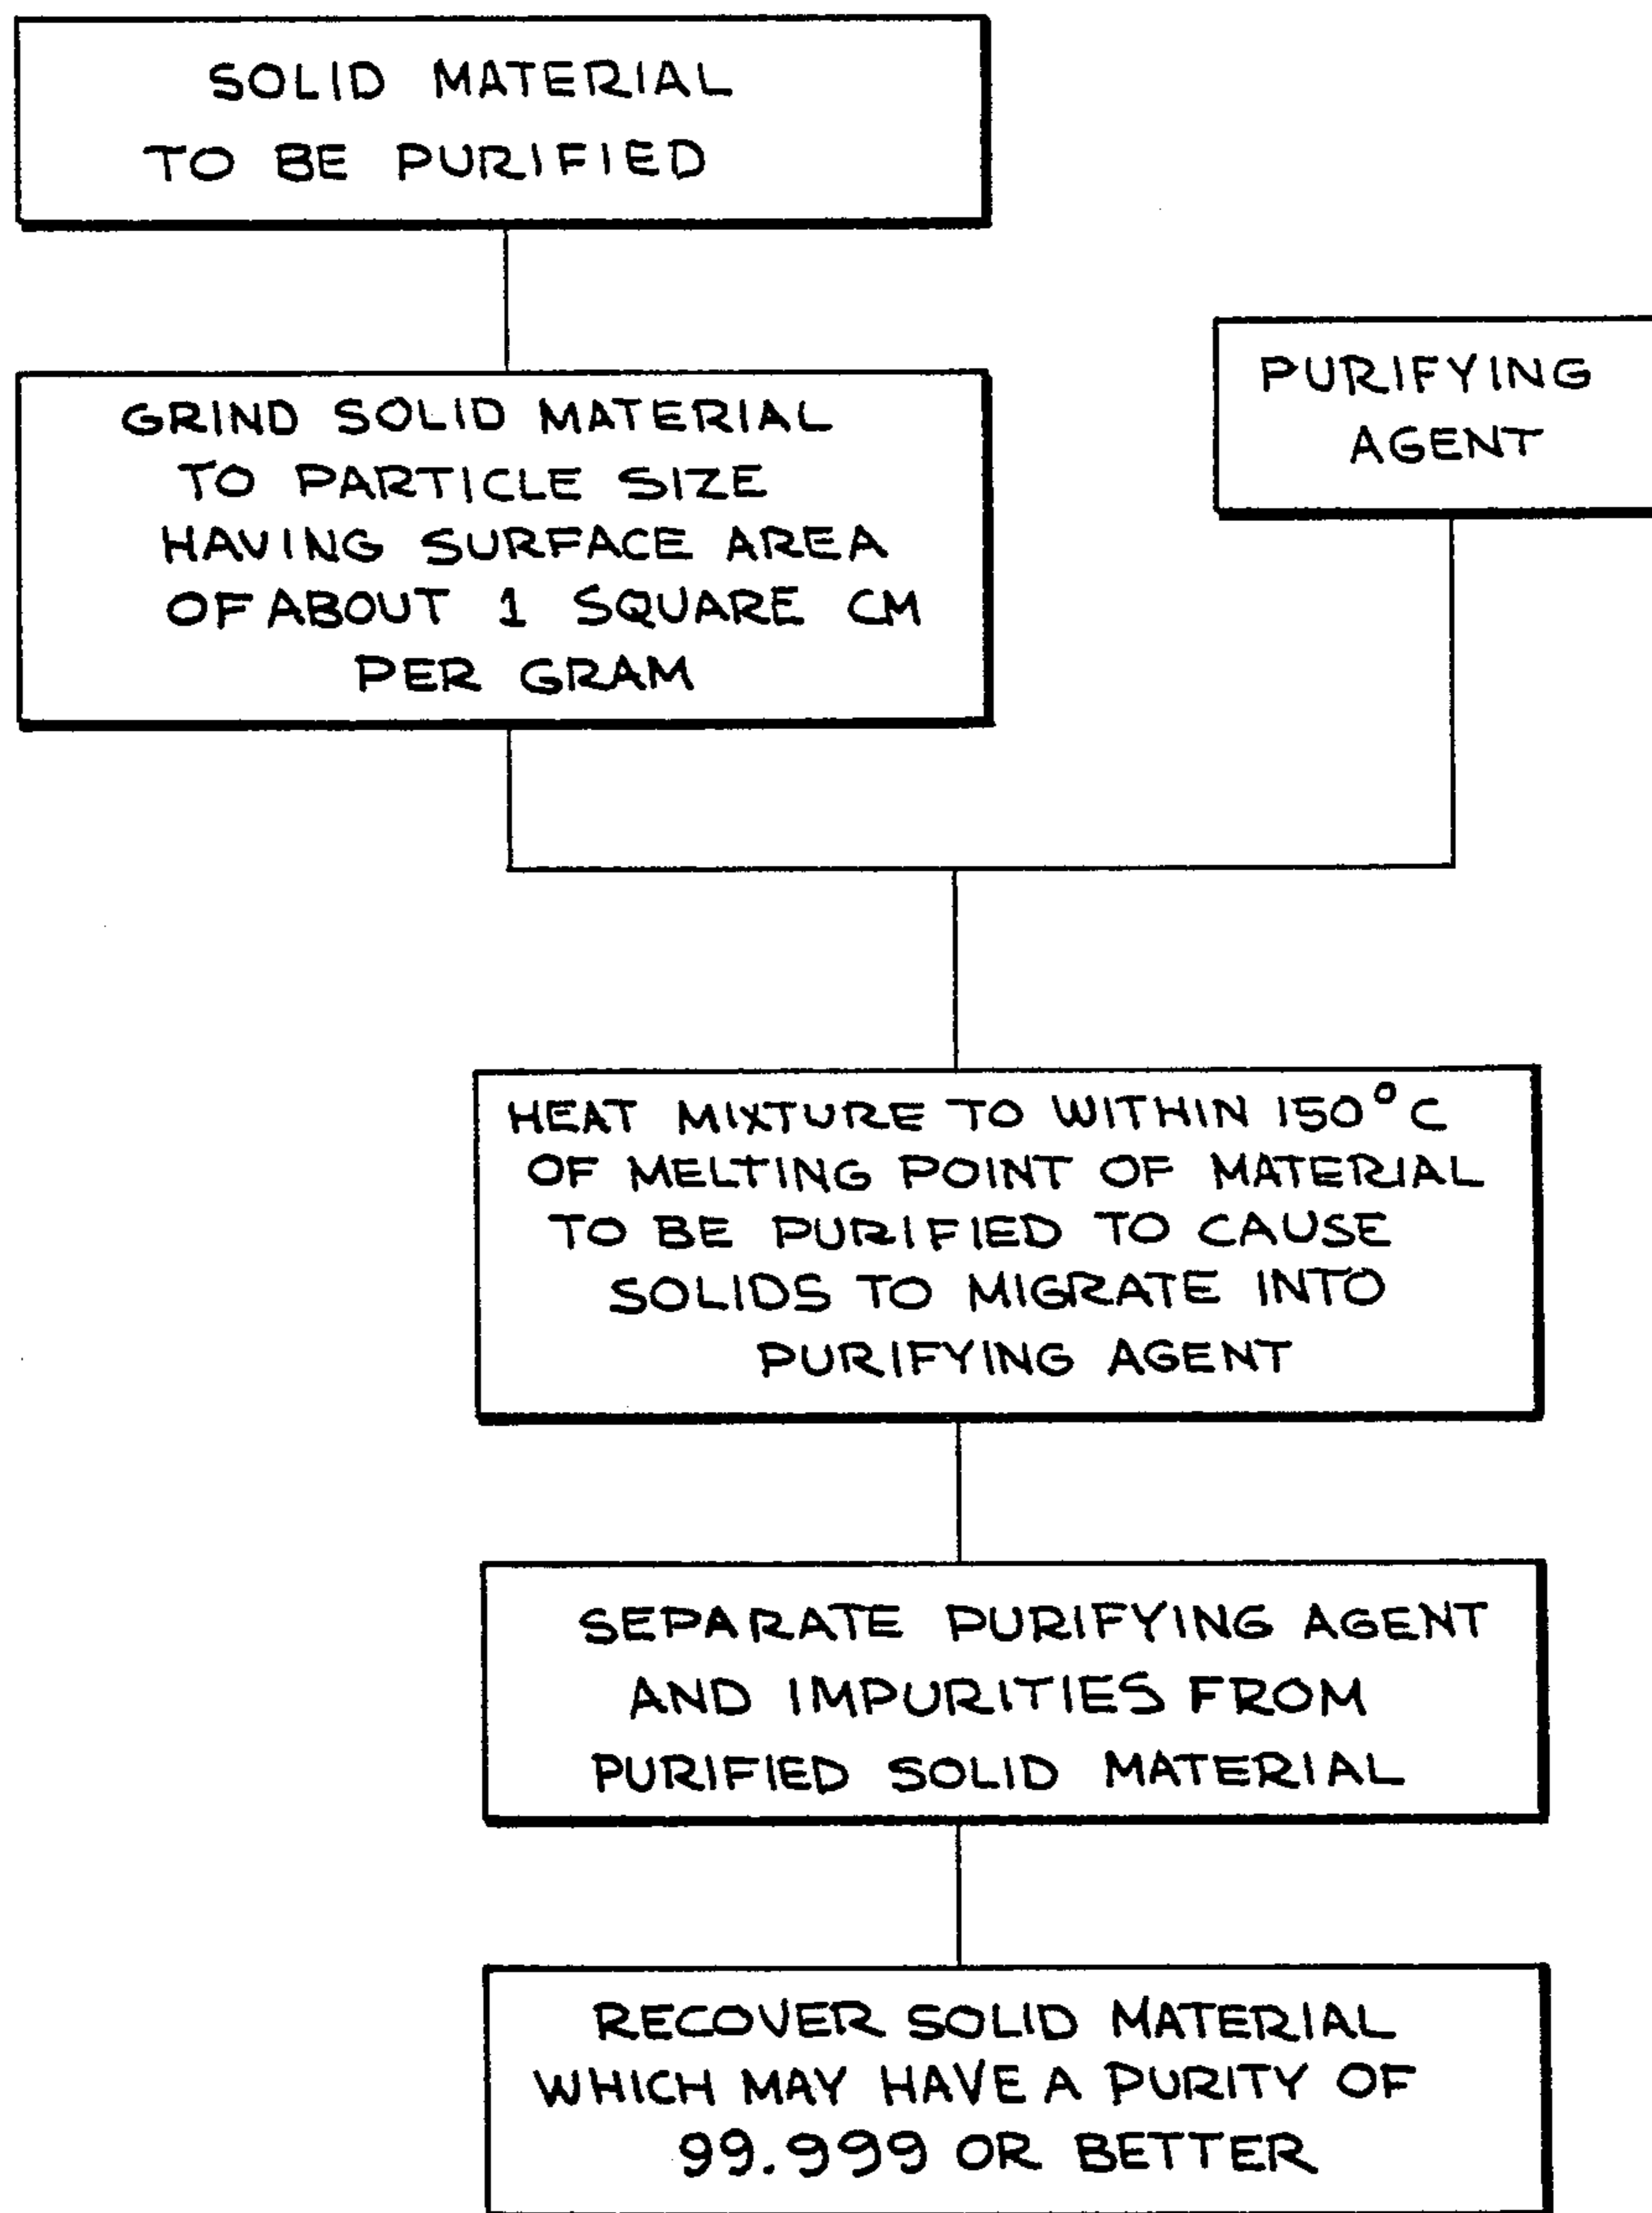 SOLID MATERIAL
TO BE PURIFIED
GRIND SOLID MATERIAL
TO PARTICLE SIZE
HAVING SURFACE AREA
OF ABOUT 1 SQUARE CM
PER GRAM
PURIFYING
AGENT
HEAT MIXTURE TO WITHIN 150°C
OF MELTING POINT OF MATERIAL
TO BE PURIFIED TO CAUSE
SOLIDS TO MIGRATE INTO
PURIFYING AGENT
SEPARATE PURIFYING AGENT
AND IMPURITIES FROM
PURIFIED SOLID MATERIAL
RECOVER SOLID MATERIAL
WHICH MAY HAVE A PURITY OF
99.999 OR BETTER